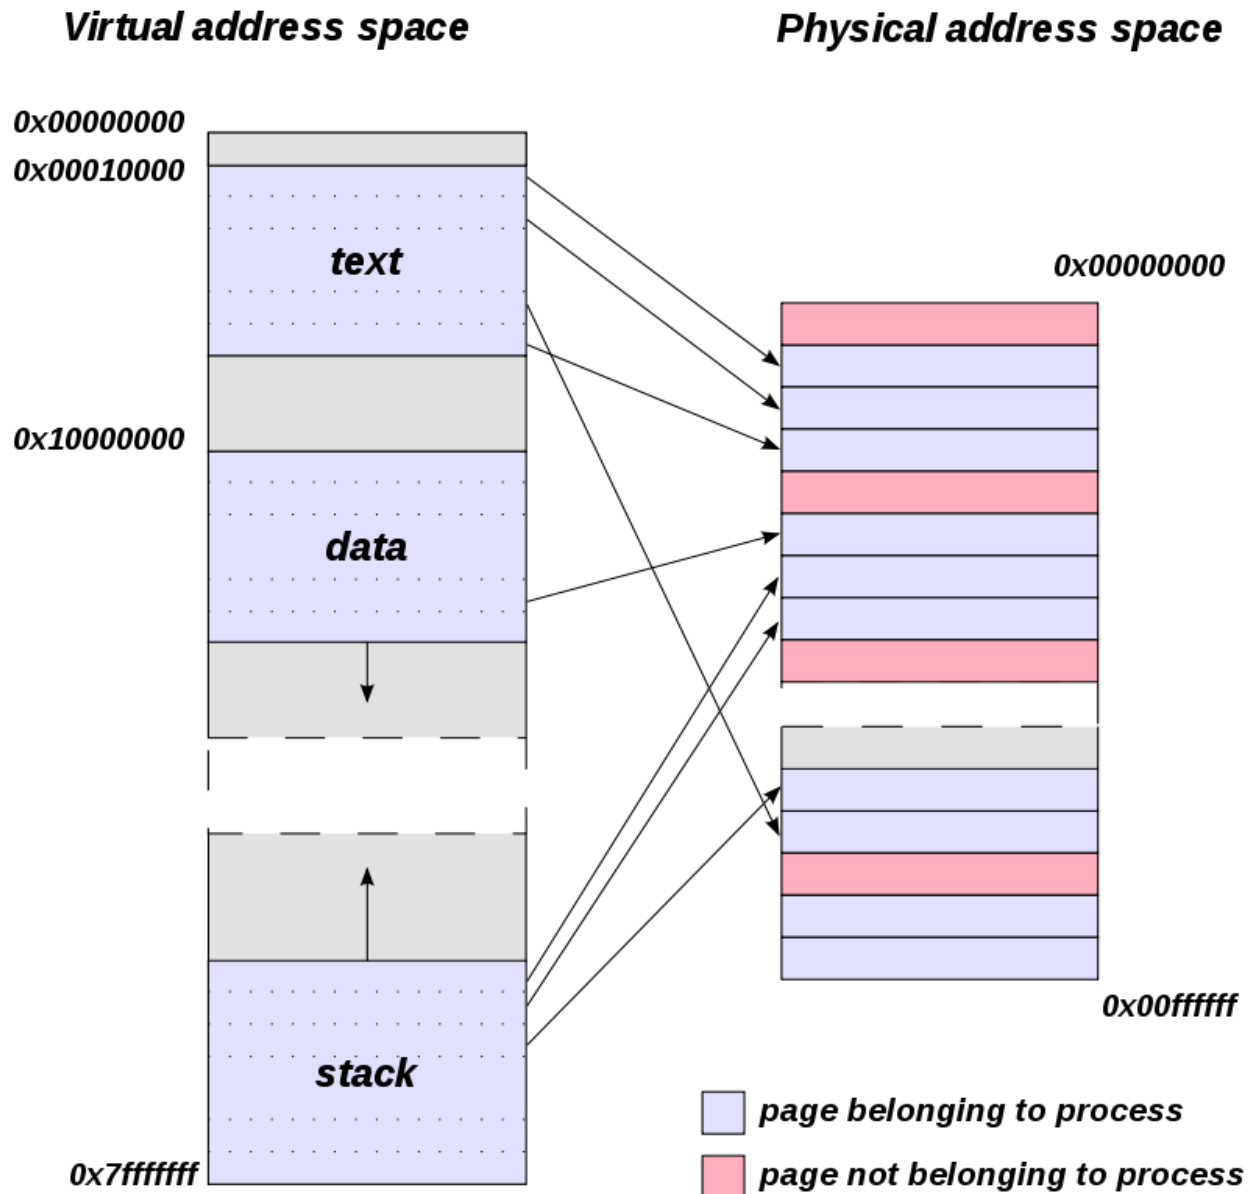 Virtual address space
Physical address space
0x00000000
0x00010000
text
0x00000000
0x10000000
data
stack
0x00ffffff
page belonging to process
0x7fffffff
page not belonging to process